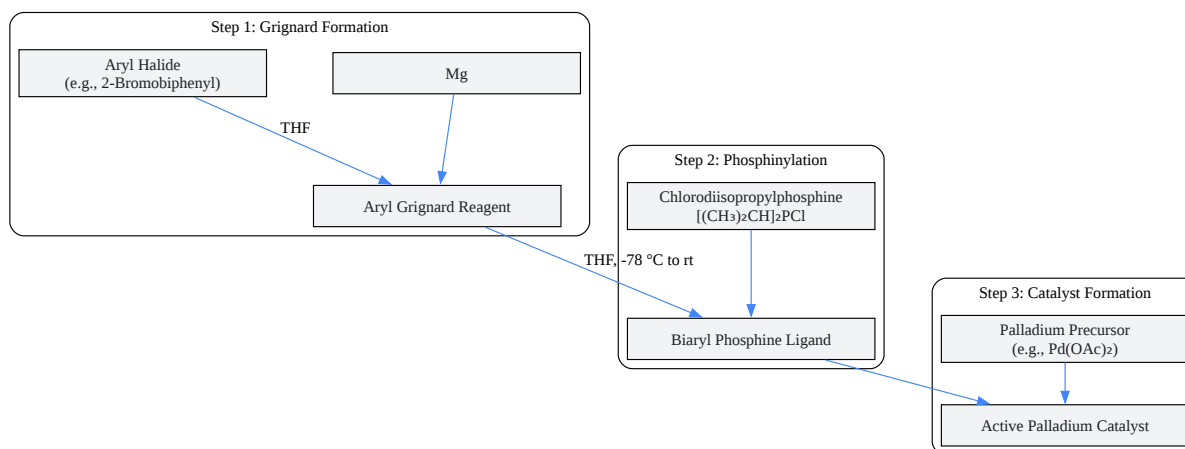 Step 1: Grignard Formation
Aryl Halide
(e.g., 2-Bromobiphenyl)
Mg
THF
Aryl Grignard Reagent
Step 2: Phosphinylation
Chlorodiisopropylphosphine
[(CH₃)₂CH]₂PCl
THF, -78 °C to rt
Biaryl Phosphine Ligand
Step 3: Catalyst Formation
Palladium Precursor
(e.g., Pd(OAc)₂)
Active Palladium Catalyst